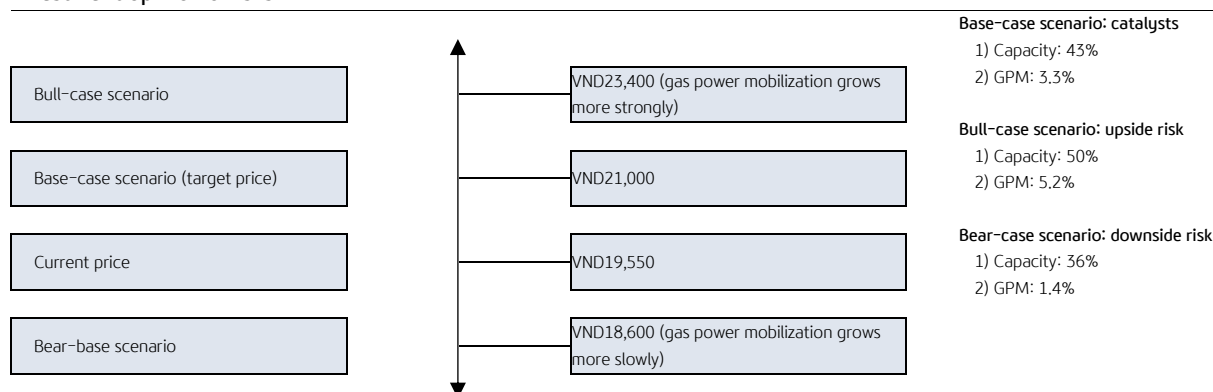 Bull-case scenario
VND23,400 (gas power mobilization grows
more strongly)
Base-case scenario (target price)
VND21,000
Current price
VND19,550
Bear-base scenario
VND18,600 (gas power mobilization grows
more slowly)
Base-case scenario: catalysts
1) Capacity: 43%
2) GPM: 3.3%
Bull-case scenario: upside risk
1) Capacity: 50%
2) GPM: 5.2%
Bear-case scenario: downside risk
1) Capacity: 36%
2) GPM: 1.4%